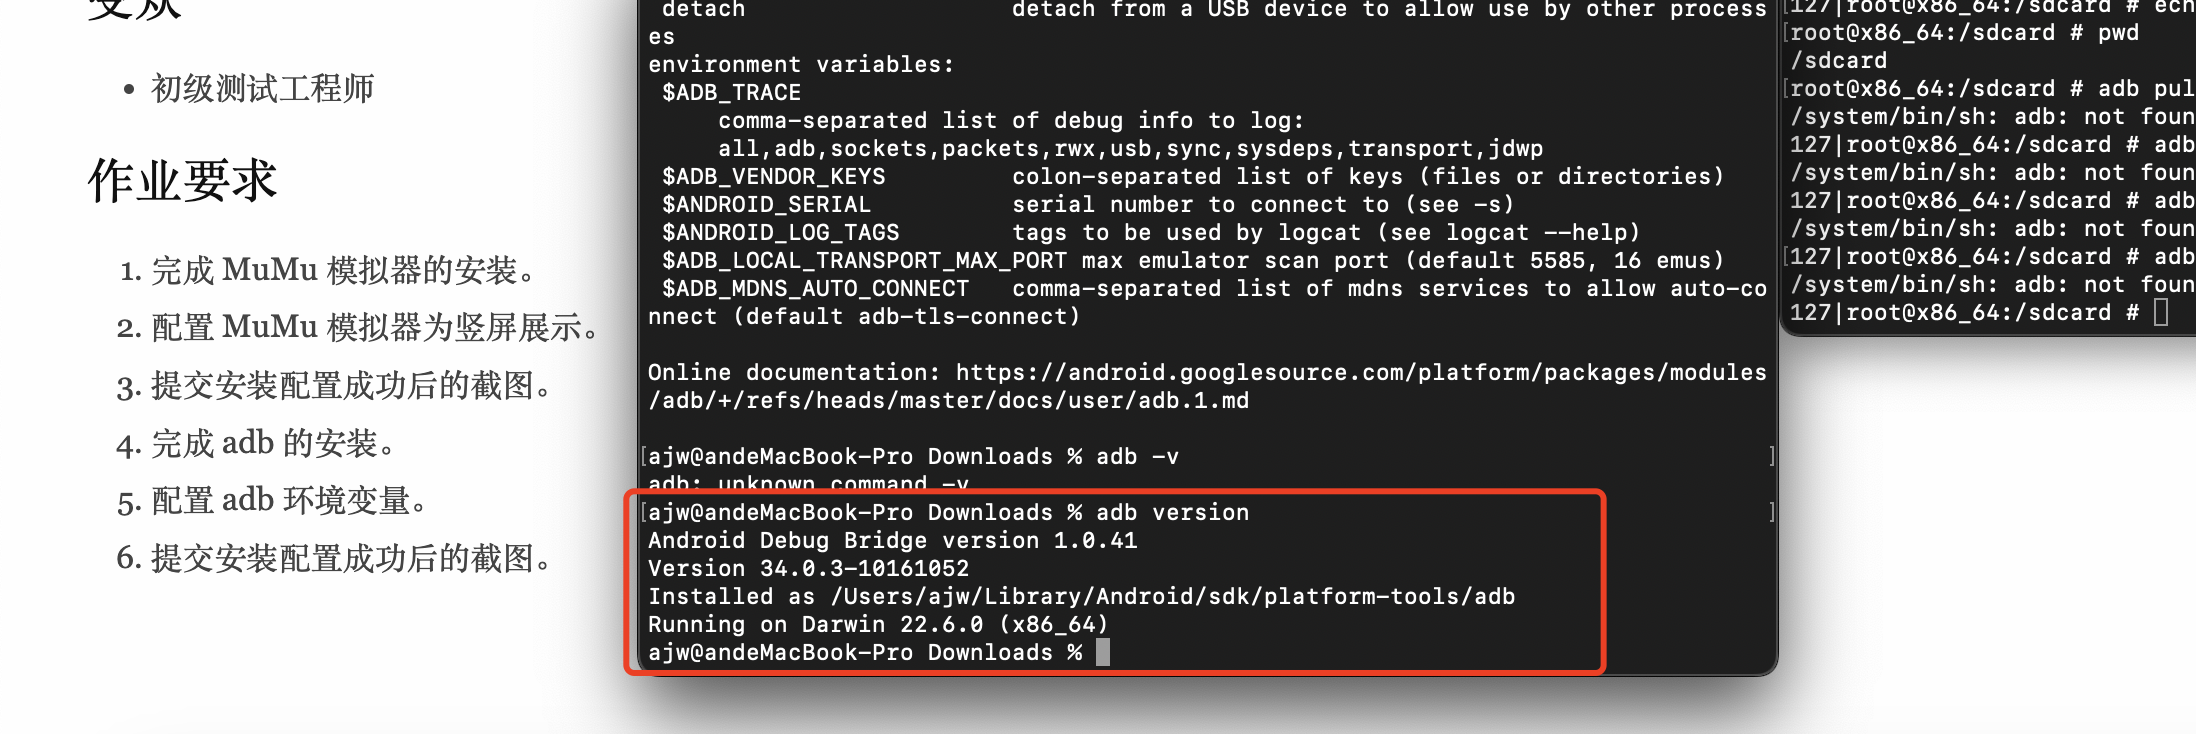 受众
初级测试工程师
作业要求
1. 完成 MuMu 模拟器的安装。
2. 配置 MuMu 模拟器为竖屏展示。
3. 提交安装配置成功后的截图。
4. 完成 adb 的安装。
5. 配置 adb 环境变量。
6. 提交安装配置成功后的截图。
detach                   detach from a USB device to allow use by other process
es
environment variables:
$ADB_TRACE
comma-separated list of debug info to log:
all,adb,sockets,packets,rwx,usb,sync,sysdeps,transport,jdwp
$ADB_VENDOR_KEYS         colon-separated list of keys (files or directories)
$ANDROID_SERIAL          serial number to connect to (see -s)
$ANDROID_LOG_TAGS        tags to be used by logcat (see logcat --help)
$ADB_LOCAL_TRANSPORT_MAX_PORT max emulator scan port (default 5585, 16 emus)
$ADB_MDNS_AUTO_CONNECT   comma-separated list of mdns services to allow auto-co
nnect (default adb-tls-connect)
Online documentation: https://android.googlesource.com/platform/packages/modules
/adb/+/refs/heads/master/docs/user/adb.1.md
[ajw@andeMacBook-Pro Downloads % adb -v ]
adb: unknown command -v
[ajw@andeMacBook-Pro Downloads % adb version ]
Android Debug Bridge version 1.0.41
Version 34.0.3-10161052
Installed as /Users/ajw/Library/Android/sdk/platform-tools/adb
Running on Darwin 22.6.0 (x86_64)
ajw@andeMacBook-Pro Downloads %
[127|root@x86_64:/sdcard # ech
[root@x86_64:/sdcard # pwd
/sdcard
[root@x86_64:/sdcard # adb pul
/system/bin/sh: adb: not foun
127|root@x86_64:/sdcard # adb
/system/bin/sh: adb: not foun
127|root@x86_64:/sdcard # adb
/system/bin/sh: adb: not foun
[127|root@x86_64:/sdcard # adb
/system/bin/sh: adb: not foun
127|root@x86_64:/sdcard #